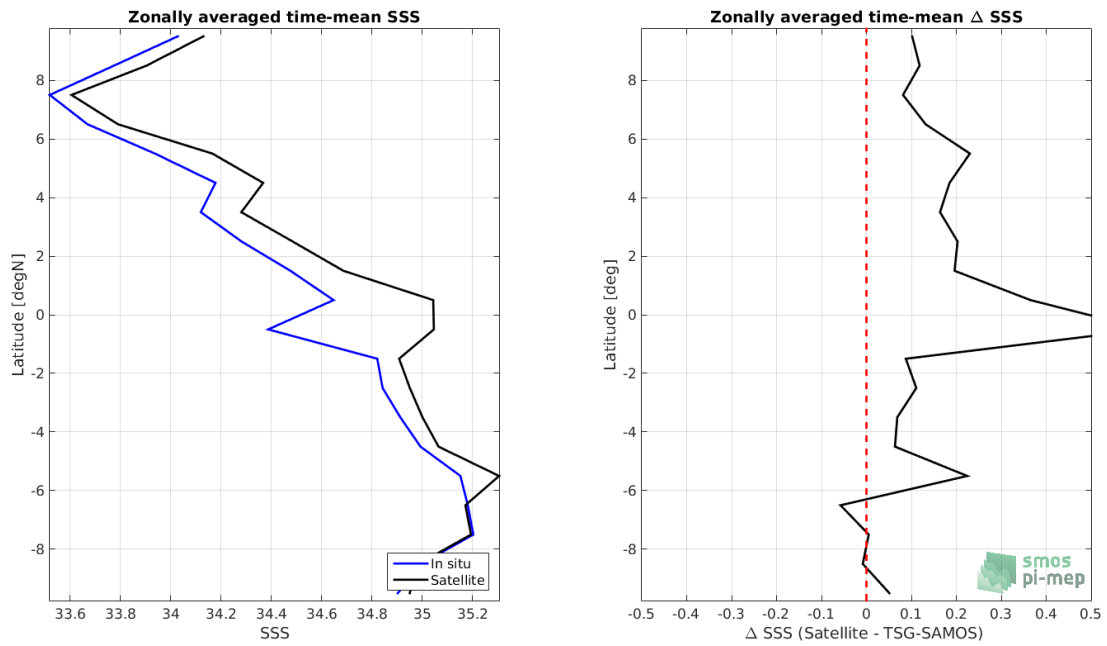 Zonally averaged time-mean SSS
8
6
4
2
0
-2
-4
-6
-8
Latitude [degN]
33.6 33.8 34 34.2 34.4 34.6 34.8 35 35.2
SSS
In situ
Satellite
Zonally averaged time-mean Δ SSS
8
6
4
2
0
-2
-4
-6
-8
Latitude [deg]
-0.5 -0.4 -0.3 -0.2 -0.1 0 0.1 0.2 0.3 0.4 0.5
Δ SSS (Satellite - TSG-SAMOS)
smos
pi-mep